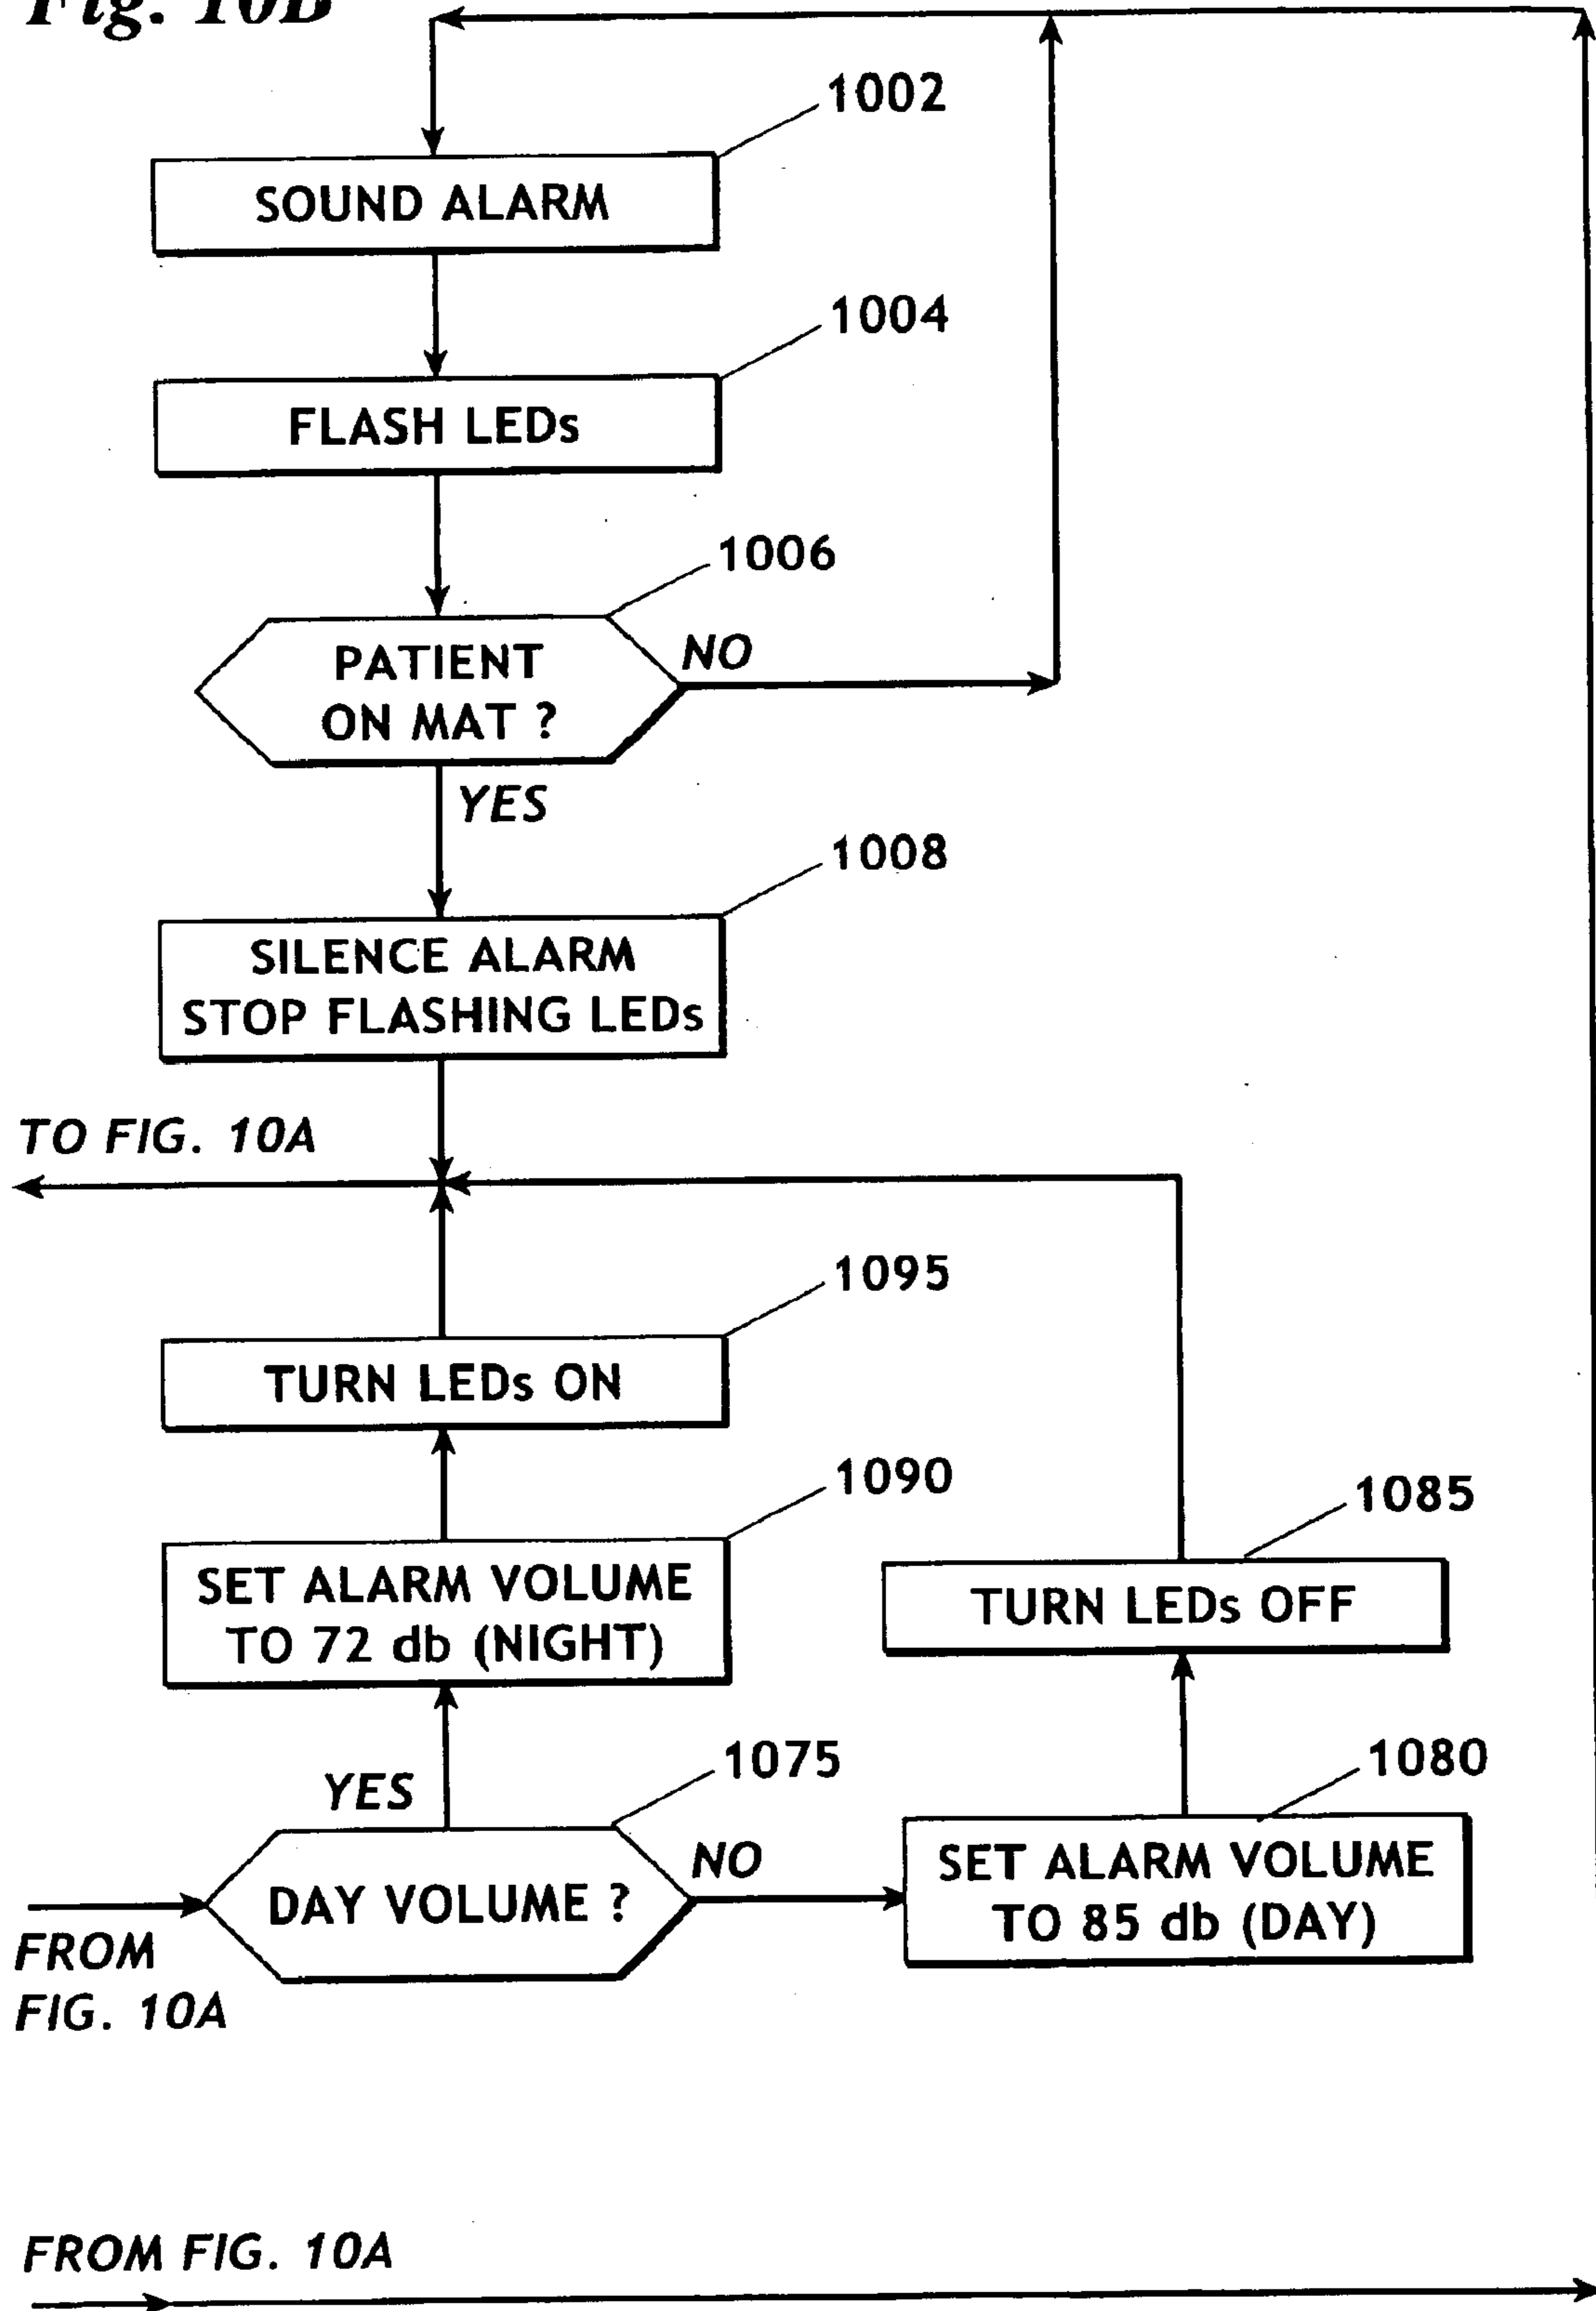 Fig. 10B
1002
SOUND ALARM
1004
FLASH LEDs
1006
PATIENT
ON MAT ?
NO
YES
1008
SILENCE ALARM
STOP FLASHING LEDs
TO FIG. 10A
1095
TURN LEDs ON
1090
SET ALARM VOLUME
TO 72 db (NIGHT)
1085
TURN LEDs OFF
1075
YES
DAY VOLUME ?
NO
1080
SET ALARM VOLUME
TO 85 db (DAY)
FROM
FIG. 10A
FROM FIG. 10A